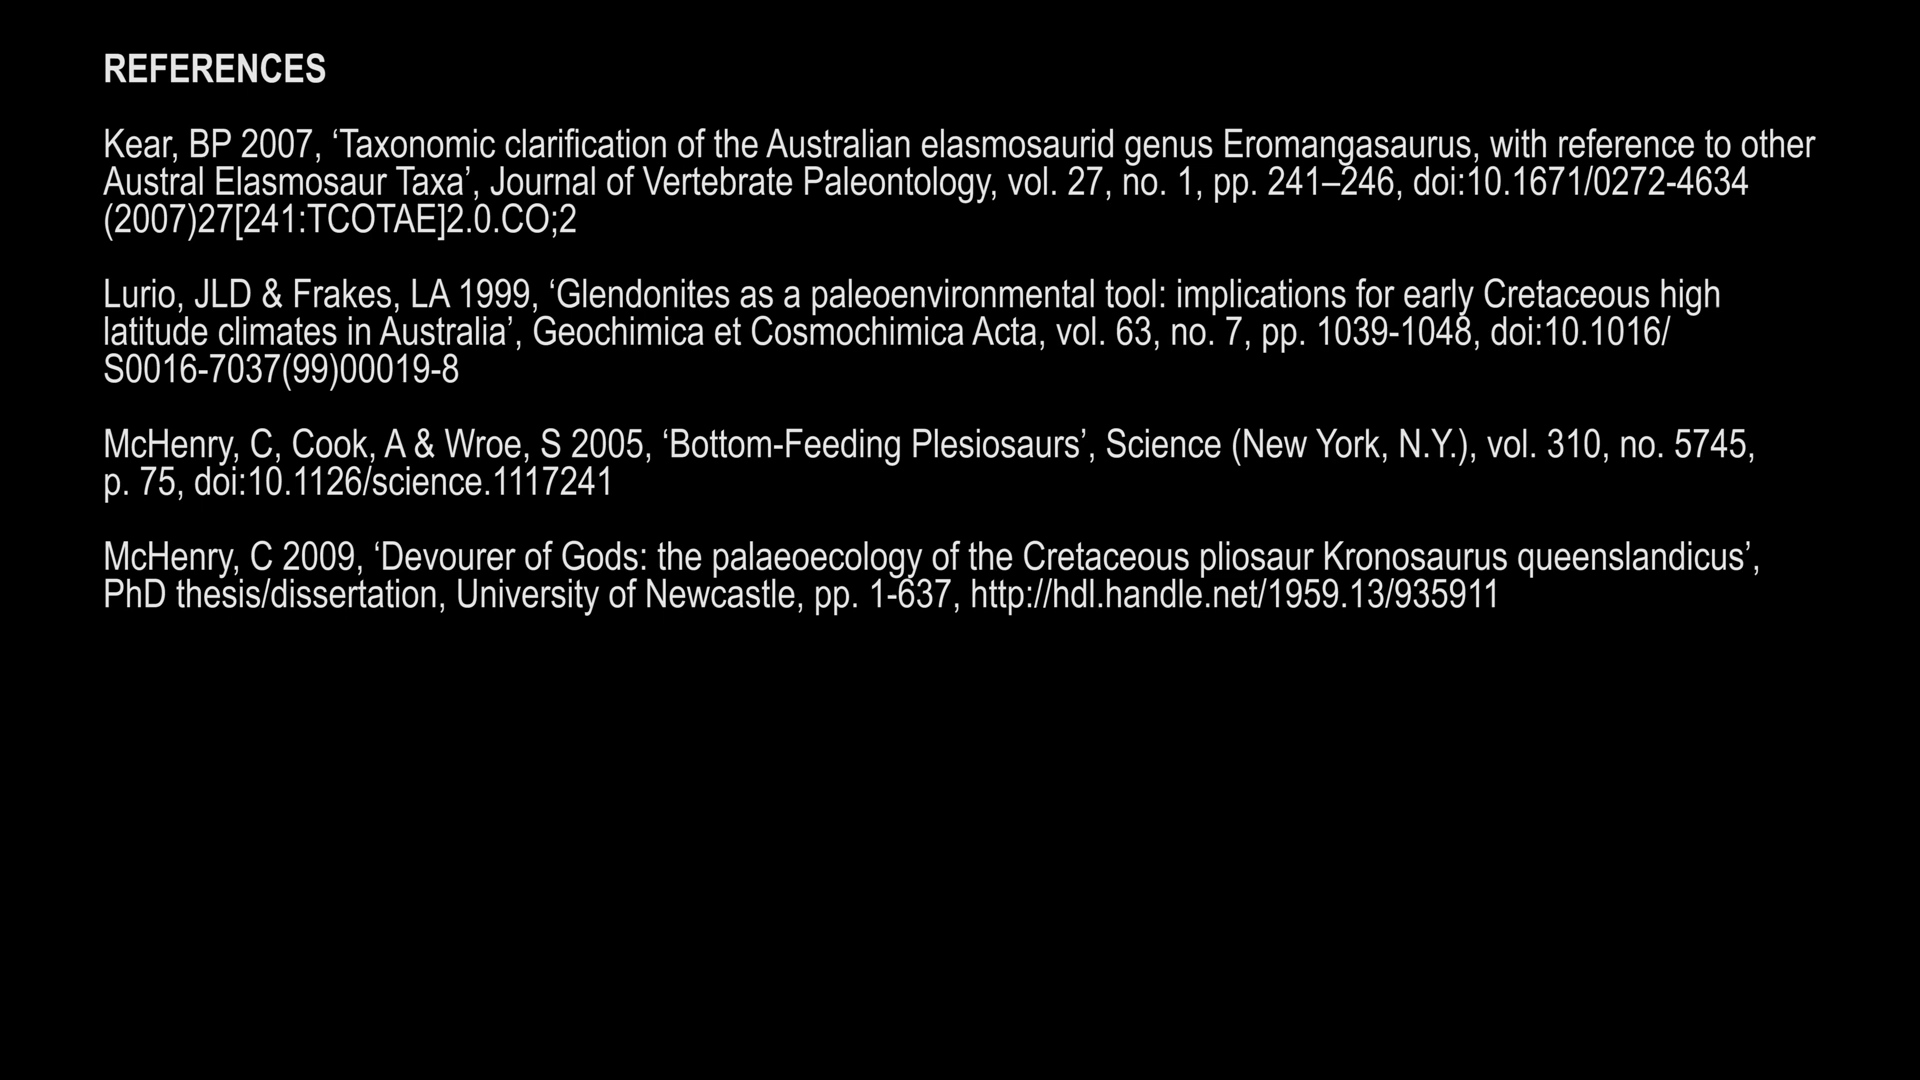 REFERENCES
Kear, BP 2007, ‘Taxonomic clarification of the Australian elasmosaurid genus Eromangasaurus, with reference to other
Austral Elasmosaur Taxa’, Journal of Vertebrate Paleontology, vol. 27, no. 1, pp. 241–246, doi:10.1671/0272-4634
(2007)27[241:TCOTAE]2.0.CO;2
Lurio, JLD & Frakes, LA 1999, ‘Glendonites as a paleoenvironmental tool: implications for early Cretaceous high
latitude climates in Australia’, Geochimica et Cosmochimica Acta, vol. 63, no. 7, pp. 1039-1048, doi:10.1016/
S0016-7037(99)00019-8
McHenry, C, Cook, A & Wroe, S 2005, ‘Bottom-Feeding Plesiosaurs’, Science (New York, N.Y.), vol. 310, no. 5745,
p. 75, doi:10.1126/science.1117241
McHenry, C 2009, ‘Devourer of Gods: the palaeoecology of the Cretaceous pliosaur Kronosaurus queenslandicus’,
PhD thesis/dissertation, University of Newcastle, pp. 1-637, http://hdl.handle.net/1959.13/935911